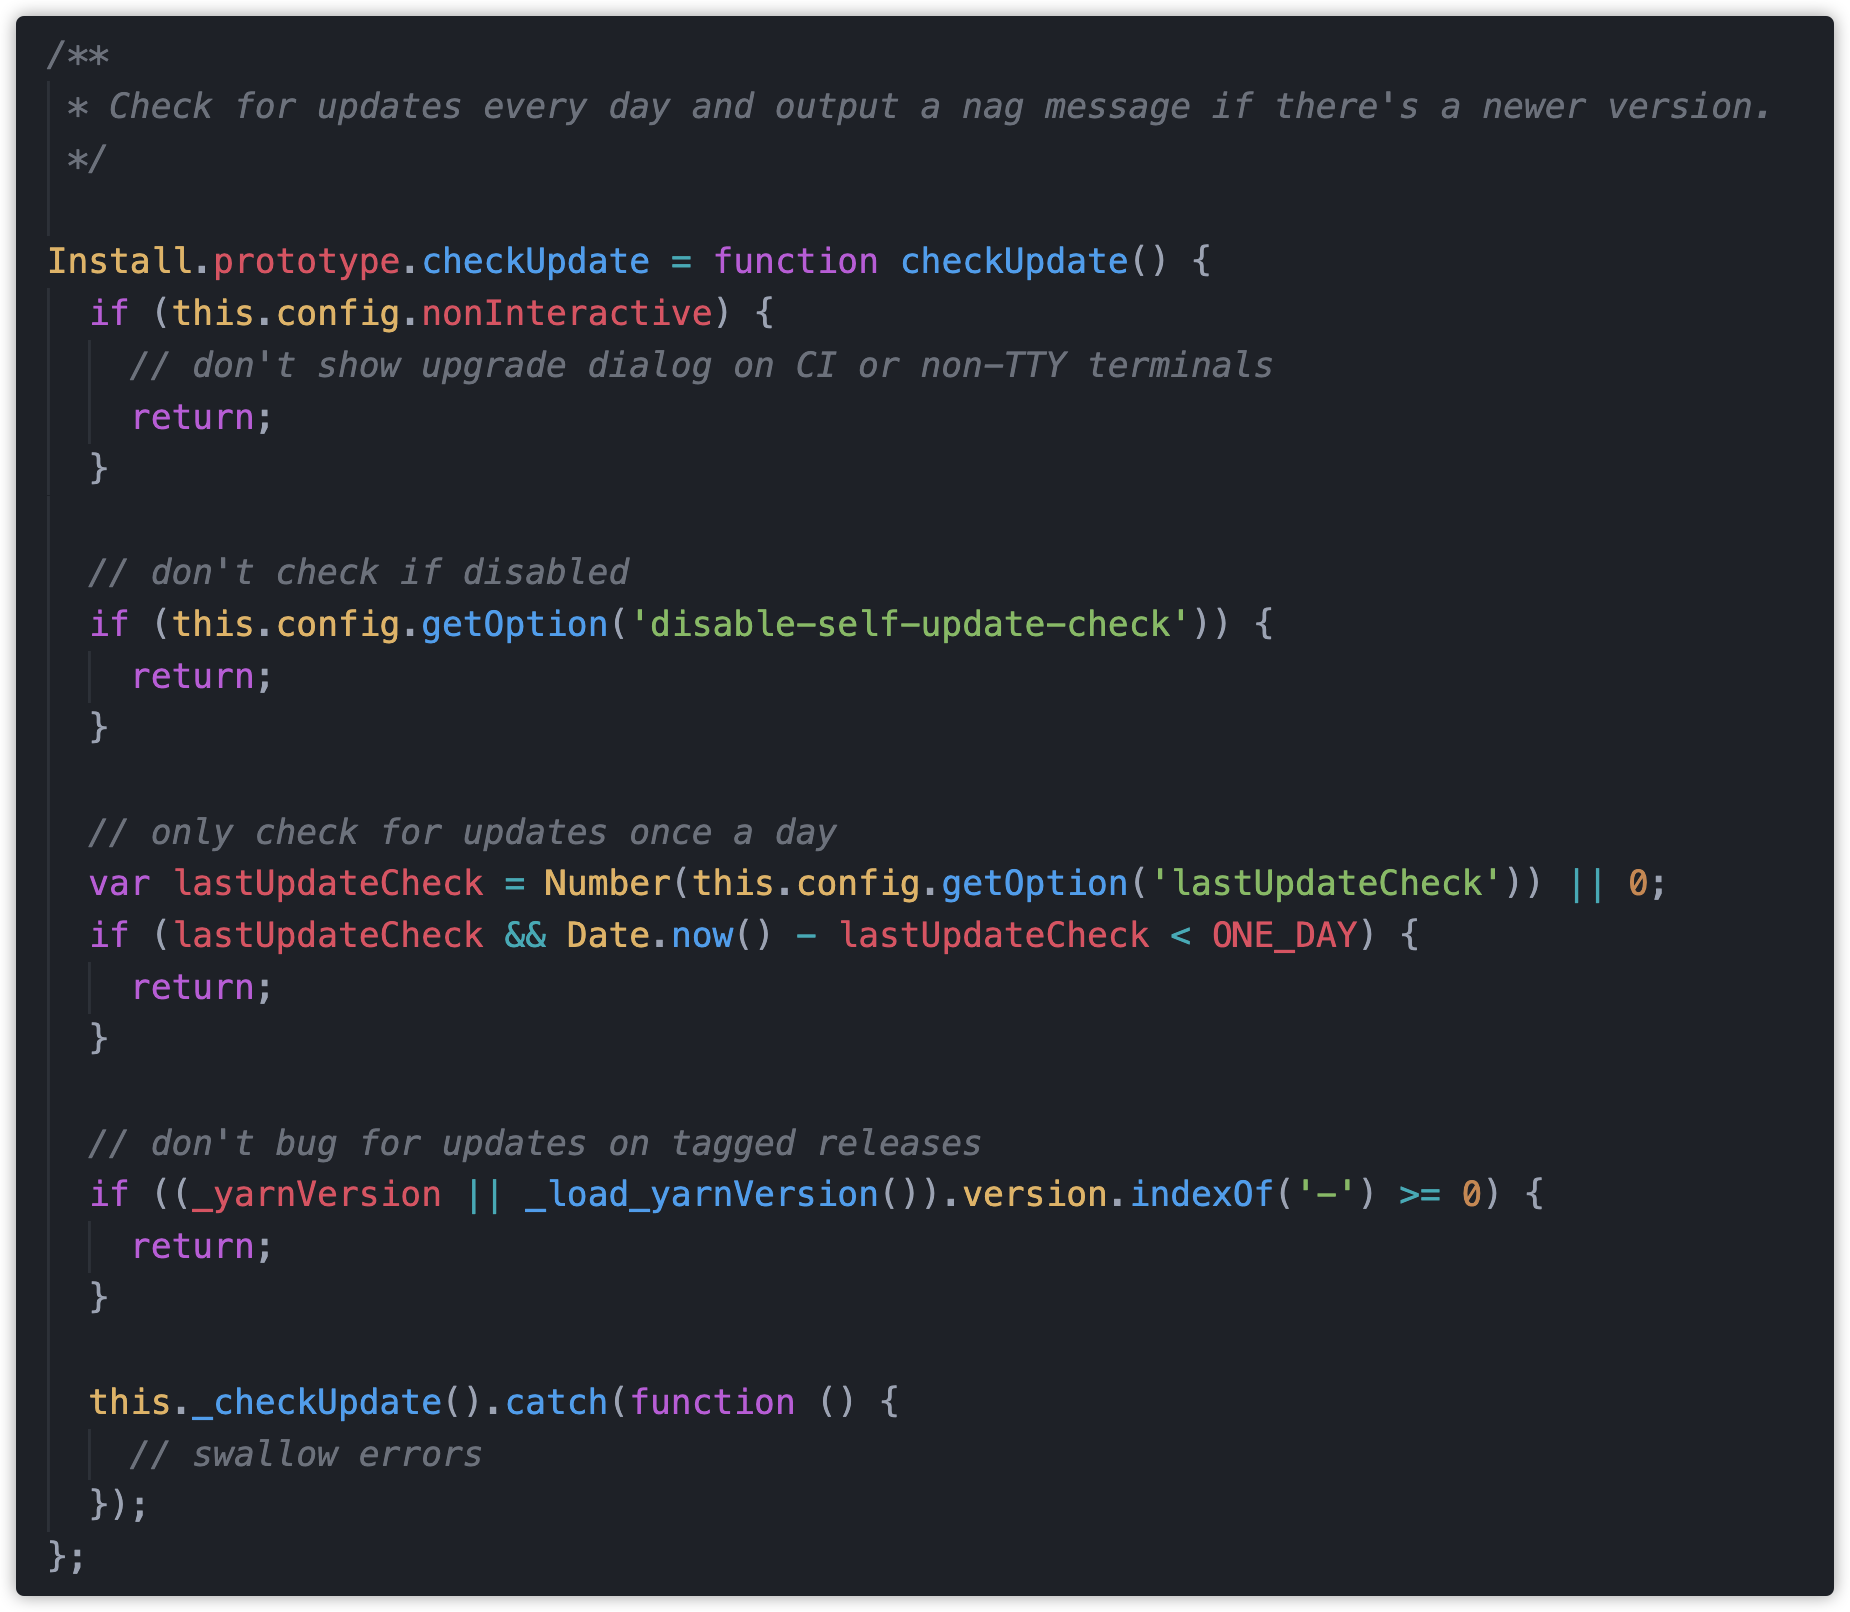 /**
 * Check for updates every day and output a nag message if there's a newer version.
 */

Install.prototype.checkUpdate = function checkUpdate() {
  if (this.config.nonInteractive) {
    // don't show upgrade dialog on CI or non-TTY terminals
    return;
  }

  // don't check if disabled
  if (this.config.getOption('disable-self-update-check')) {
    return;
  }

  // only check for updates once a day
  var lastUpdateCheck = Number(this.config.getOption('lastUpdateCheck')) || 0;
  if (lastUpdateCheck && Date.now() - lastUpdateCheck < ONE_DAY) {
    return;
  }

  // don't bug for updates on tagged releases
  if ((_yarnVersion || _load_yarnVersion()).version.indexOf('-') >= 0) {
    return;
  }

  this._checkUpdate().catch(function () {
    // swallow errors
  });
};